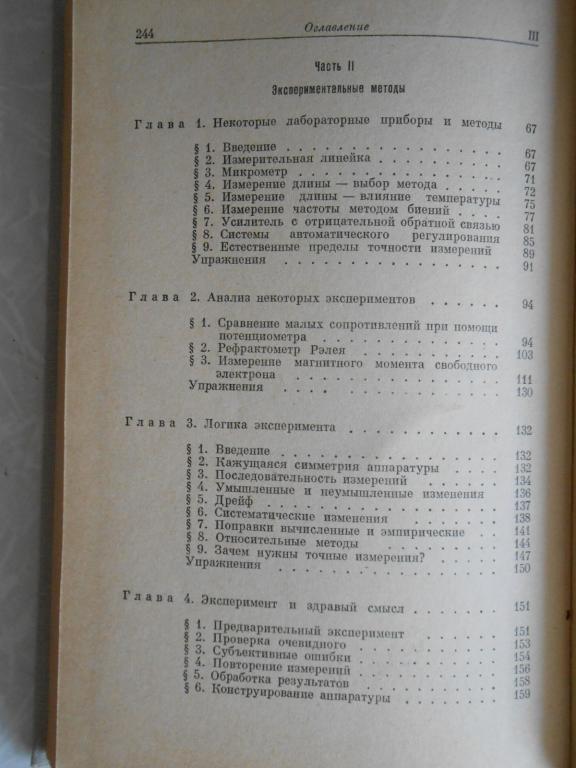 244 Оглавление III
Часть II
Экспериментальные методы
Глава 1. Некоторые лабораторные приборы и методы 67
§ 1. Введение . . . . . . . . . . . . . . . 67
§ 2. Измерительная линейка . . . . . . . . . 67
§ 3. Микрометр . . . . . . . . . . . . . . 71
§ 4. Измерение длины — выбор метода . . . . . 72
§ 5. Измерение длины — влияние температуры 75
§ 6. Измерение частоты методом биений . . . . 77
§ 7. Усилитель с отрицательной обратной связью 81
§ 8. Системы автоматического регулирования 85
§ 9. Естественные пределы точности измерений 89
Упражнения . . . . . . . . . . . . . . . 91
Глава 2. Анализ некоторых экспериментов . . . . . . 94
§ 1. Сравнение малых сопротивлений при помощи
потенциометра . . . . . . . . . . . . . 94
§ 2. Рефрактометр Рэлея . . . . . . . . . . 103
§ 3. Измерение магнитного момента свободного
электрона . . . . . . . . . . . . . . 111
Упражнения . . . . . . . . . . . . . . . 130
Глава 3. Логика эксперимента . . . . . . . . . . . 132
§ 1. Введение . . . . . . . . . . . . . . . 132
§ 2. Кажущаяся симметрия аппаратуры . . . . 132
§ 3. Последовательность измерений . . . . . . 134
§ 4. Умышленные и неумышленные изменения 136
§ 5. Дрейф . . . . . . . . . . . . . . . . 137
§ 6. Систематические изменения . . . . . . . 138
§ 7. Поправки вычисленные и эмпирические . . 141
§ 8. Относительные методы . . . . . . . . . 144
§ 9. Зачем нужны точные измерения? . . . . . 147
Упражнения . . . . . . . . . . . . . . . 150
Глава 4. Эксперимент и здравый смысл . . . . . . . 151
§ 1. Предварительный эксперимент . . . . . . 151
§ 2. Проверка очевидного . . . . . . . . . . 153
§ 3. Субъективные ошибки . . . . . . . . . . 154
§ 4. Повторение измерений . . . . . . . . . . 156
§ 5. Обработка результатов . . . . . . . . . 158
§ 6. Конструирование аппаратуры . . . . . . . 159